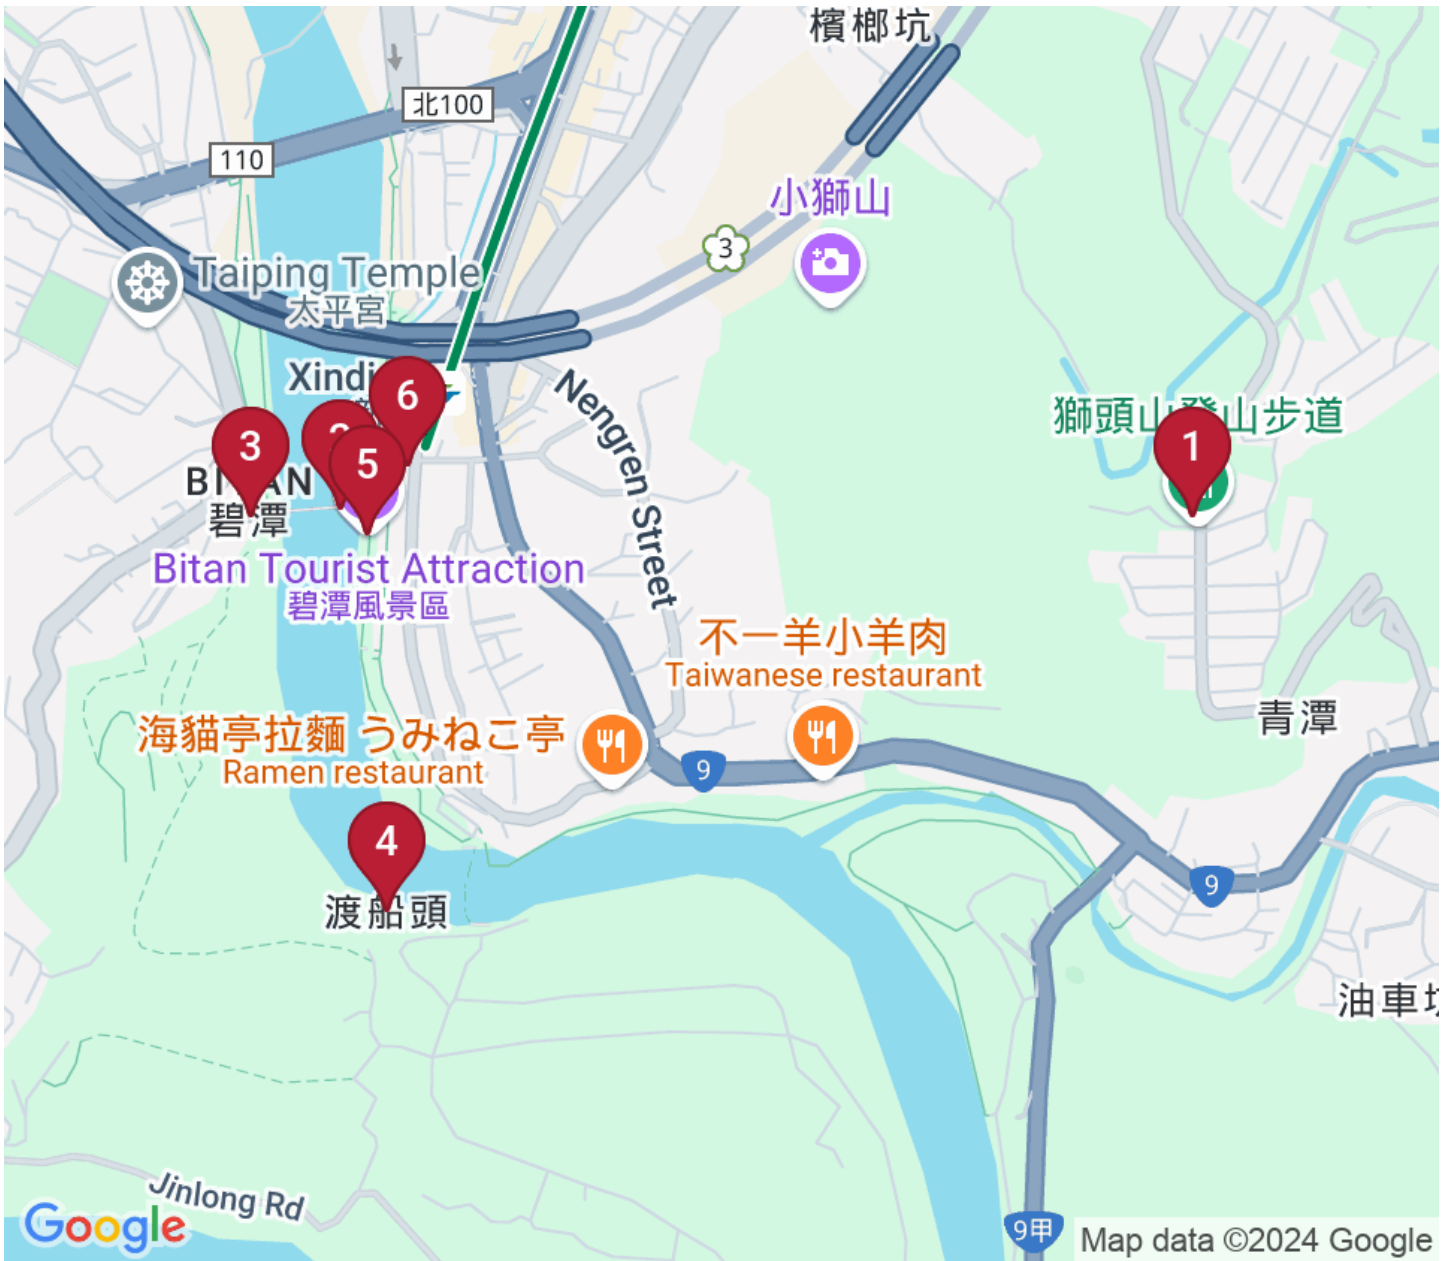 檳榔坑
北100
110
小獅山
3
Taiping Temple
太平宮
Xindi
6
Nengren Street
獅頭山登山步道
1
3
5
BITAN
碧潭
Bitan Tourist Attraction
碧潭風景區
不一羊小羊肉
Taiwanese restaurant
青潭
海貓亭拉麵 うみねこ亭
Ramen restaurant
9
4
9
渡船頭
油車坑
Jinlong Rd
Google
9甲
Map data ©2024 Google